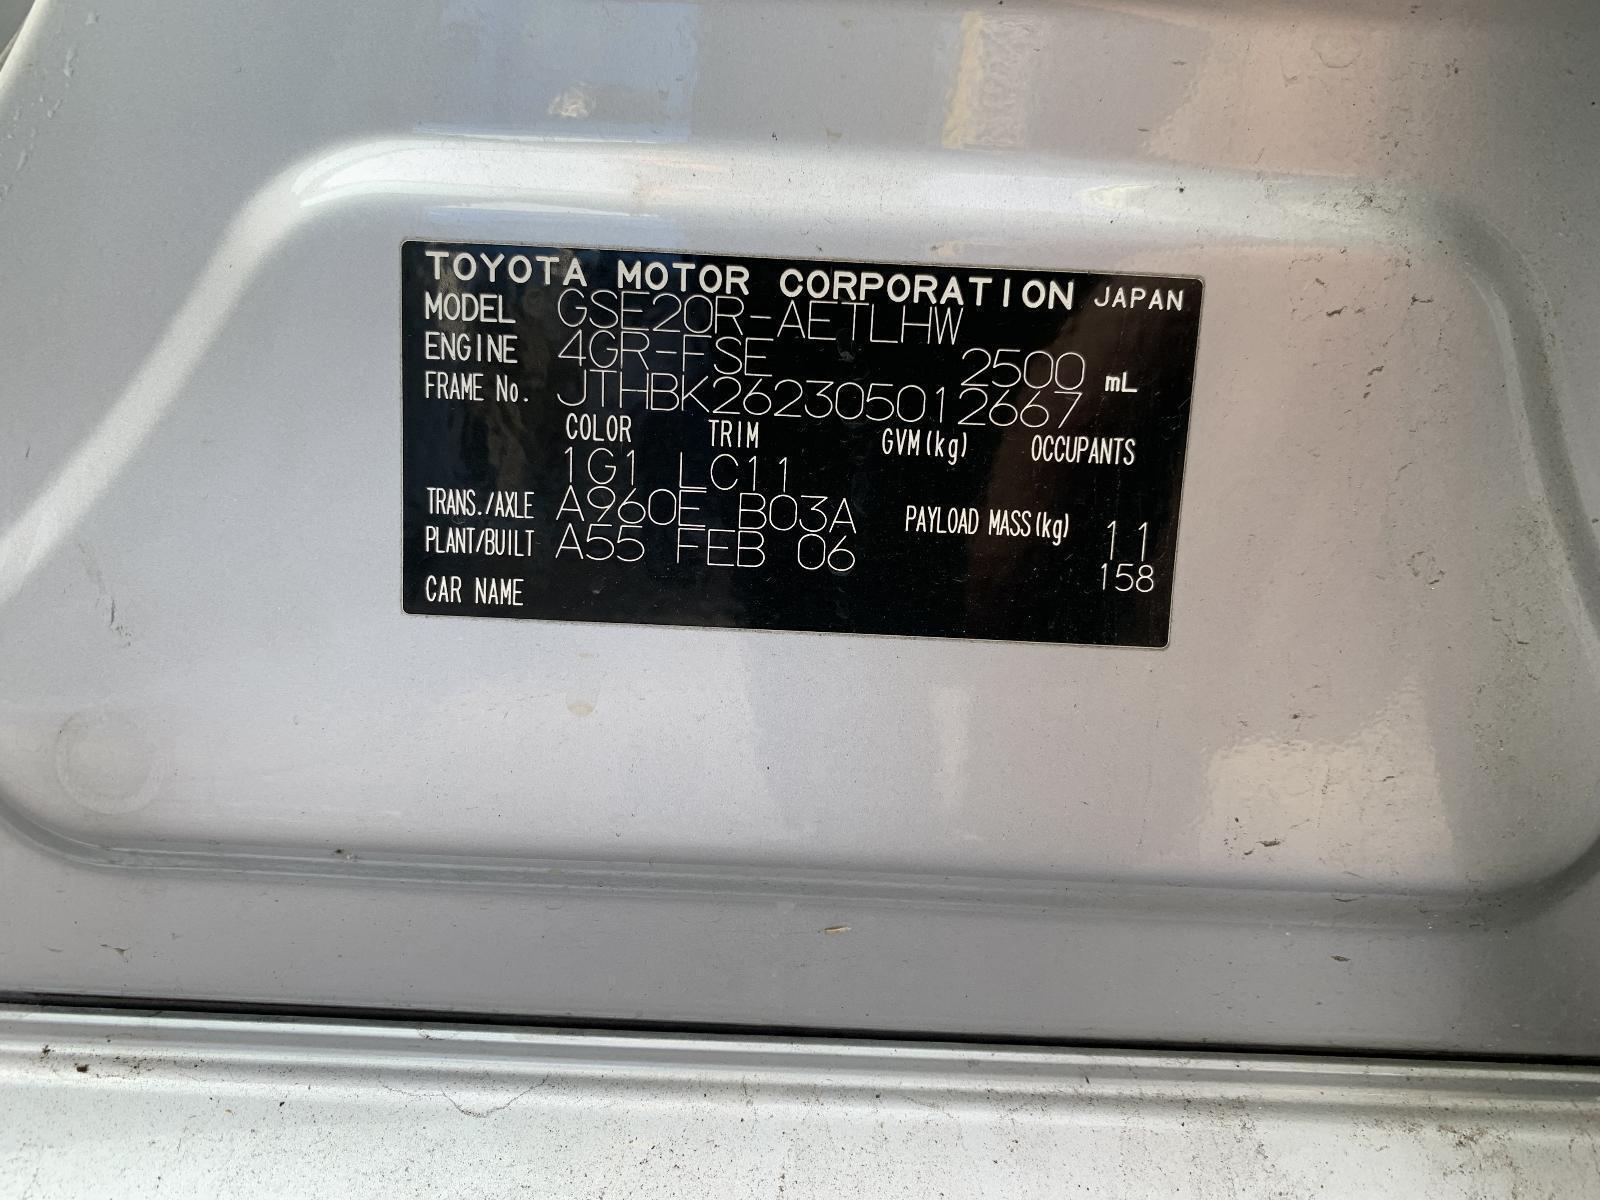 TOYOTA MOTOR CORPORATION JAPAN
MODEL GSE20R-AETLHW
ENGINE 4GR-FSE 2500 mL
FRAME No. JTHBK262305012667
COLOR TRIM GVM(kg) OCCUPANTS
1G1 LC11
TRANS./AXLE A960E B03A PAYLOAD MASS(kg) 11
PLANT/BUILT A55 FEB 06 158
CAR NAME